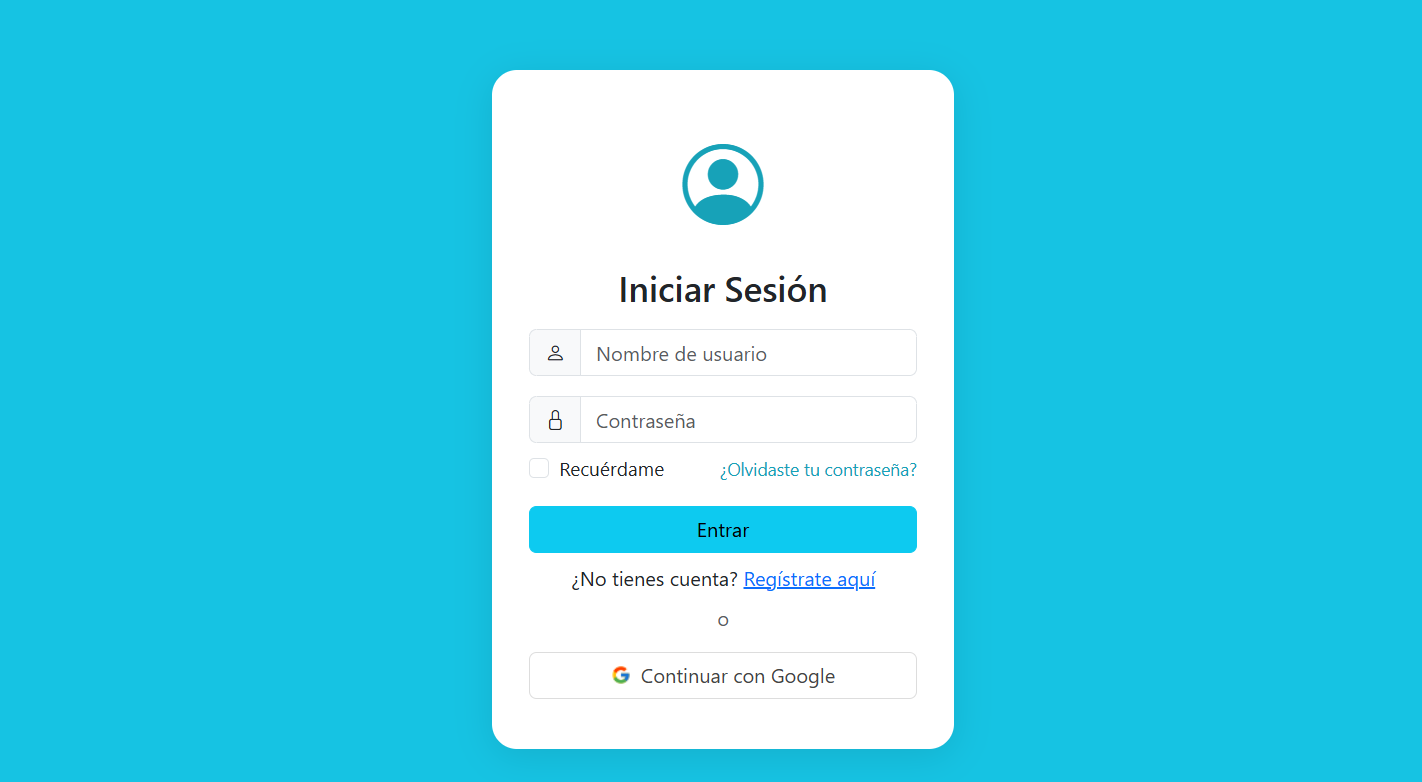 Iniciar Sesión
Nombre de usuario
Contraseña
Recuérdame ¿Olvidaste tu contraseña?
Entrar
¿No tienes cuenta? Regístrate aquí
o
Continuar con Google